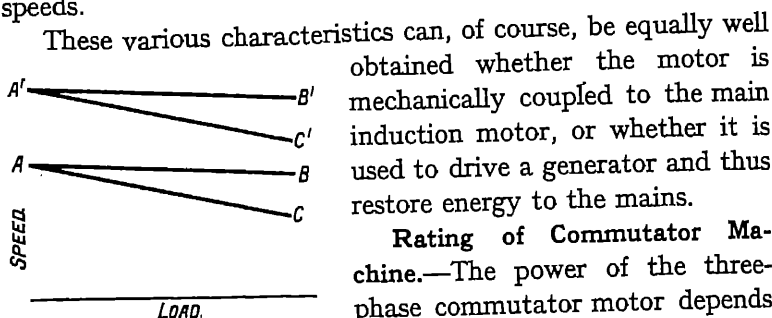 speeds.
These various characteristics can, of course, be equally well
obtained whether the motor is
mechanically coupled to the main
induction motor, or whether it is
used to drive a generator and thus
restore energy to the mains.
Rating of Commutator Ma-
chine.—The power of the three-
phase commutator motor depends
A'
B'
C'
A
B
C
SPEED.
LOAD.